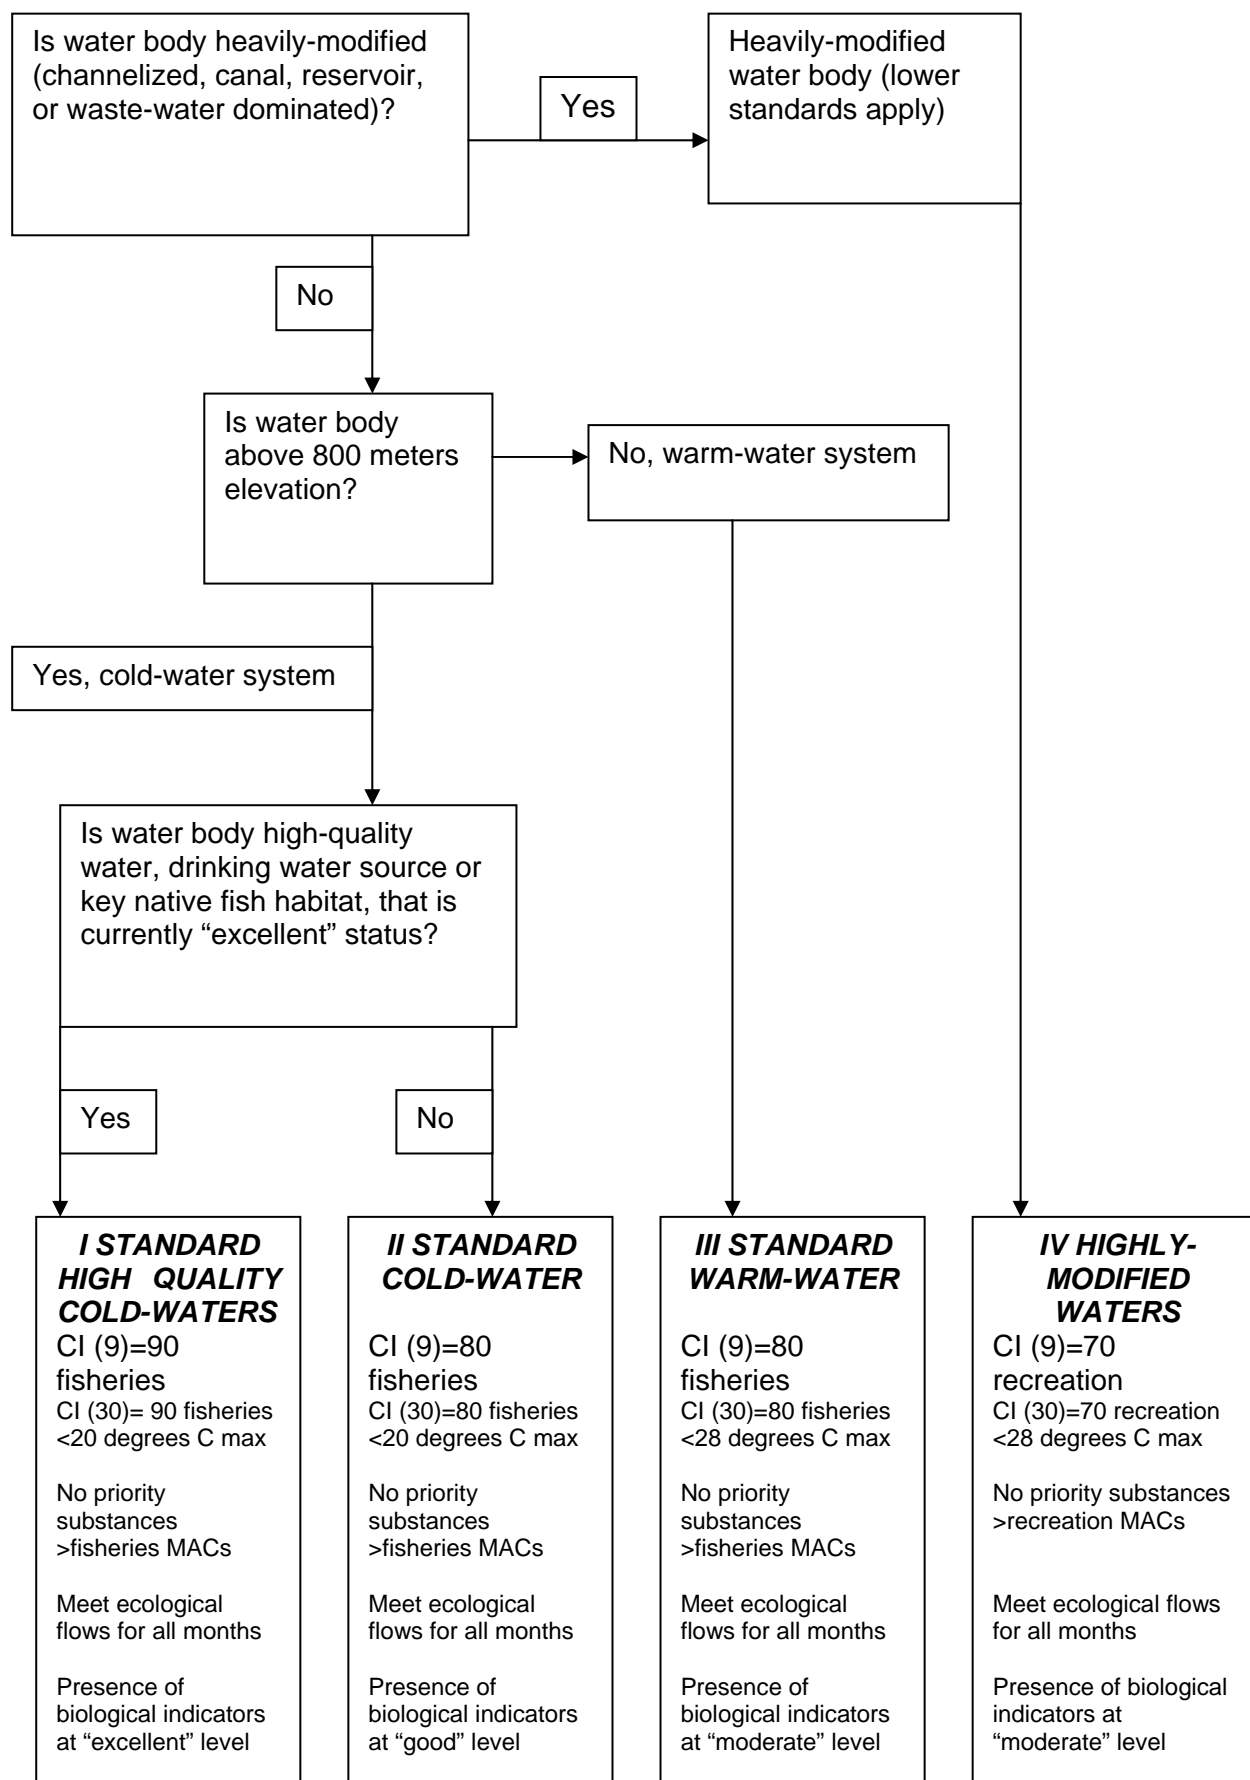 Is water body heavily-modified
(channelized, canal, reservoir,
or waste-water dominated)?
Yes
Heavily-modified
water body (lower
standards apply)
No
Is water body
above 800 meters
elevation?
No, warm-water system
Yes, cold-water system
Is water body high-quality
water, drinking water source or
key native fish habitat, that is
currently “excellent” status?
Yes
No
I STANDARD
HIGH QUALITY
COLD-WATERS
CI (9)=90
fisheries
CI (30)= 90 fisheries
<20 degrees C max
No priority
substances
>fisheries MACs
Meet ecological
flows for all months
Presence of
biological indicators
at “excellent” level
II STANDARD
COLD-WATER
CI (9)=80
fisheries
CI (30)=80 fisheries
<20 degrees C max
No priority
substances
>fisheries MACs
Meet ecological
flows for all months
Presence of
biological indicators
at “good” level
III STANDARD
WARM-WATER
CI (9)=80
fisheries
CI (30)=80 fisheries
<28 degrees C max
No priority
substances
>fisheries MACs
Meet ecological
flows for all months
Presence of
biological indicators
at “moderate” level
IV HIGHLY-
MODIFIED
WATERS
CI (9)=70
recreation
CI (30)=70 recreation
<28 degrees C max
No priority substances
>recreation MACs
Meet ecological flows
for all months
Presence of biological
indicators at
“moderate” level